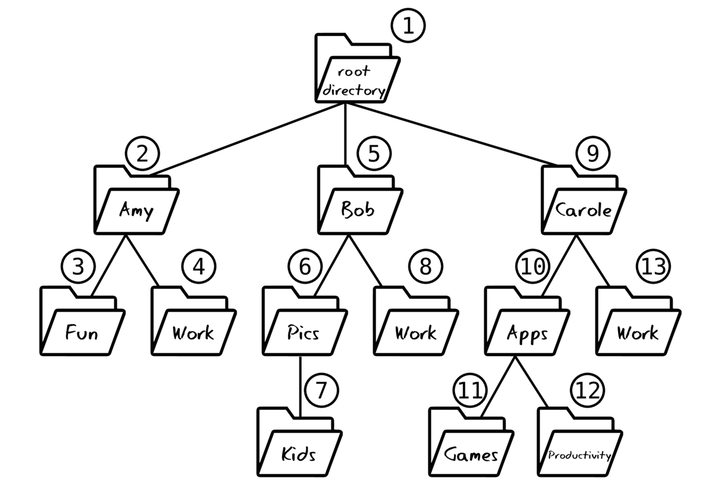 1
root
directory
2
5
9
Amy
Bob
Carole
3
4
6
8
10
13
Fun
Work
Pics
Work
Apps
Work
7
11
12
Kids
Games
Productivity